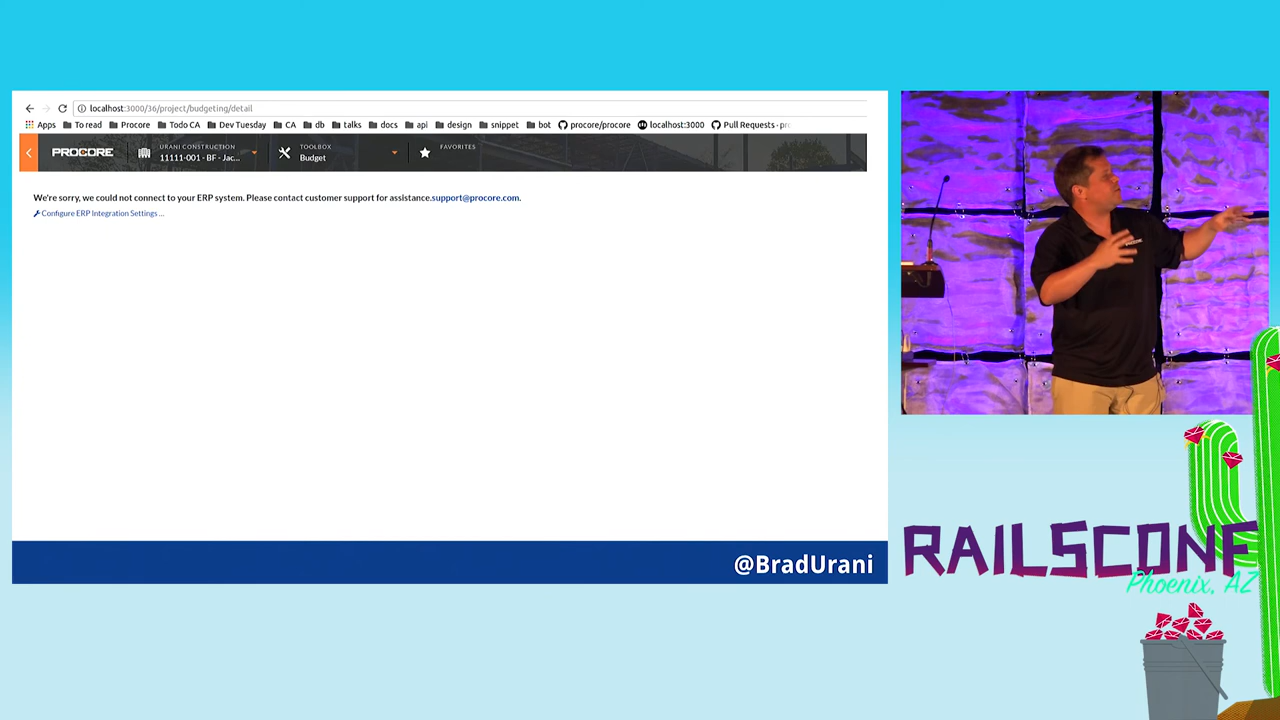 localhost:3000/36/project/budgeting/detail
Apps To read Procore Todo CA Dev Tuesday CA db talks docs api design snippet bot procore/procore localhost:3000 Pull Requests - pro
PROCORE
URANI CONSTRUCTION
11111-001 - BF - Jac...
TOOLBOX
Budget
FAVORITES
We're sorry, we could not connect to your ERP system. Please contact customer support for assistance.support@procore.com.
Configure ERP Integration Settings ...
@BradUrani
RAILSCONF
Phoenix, AZ